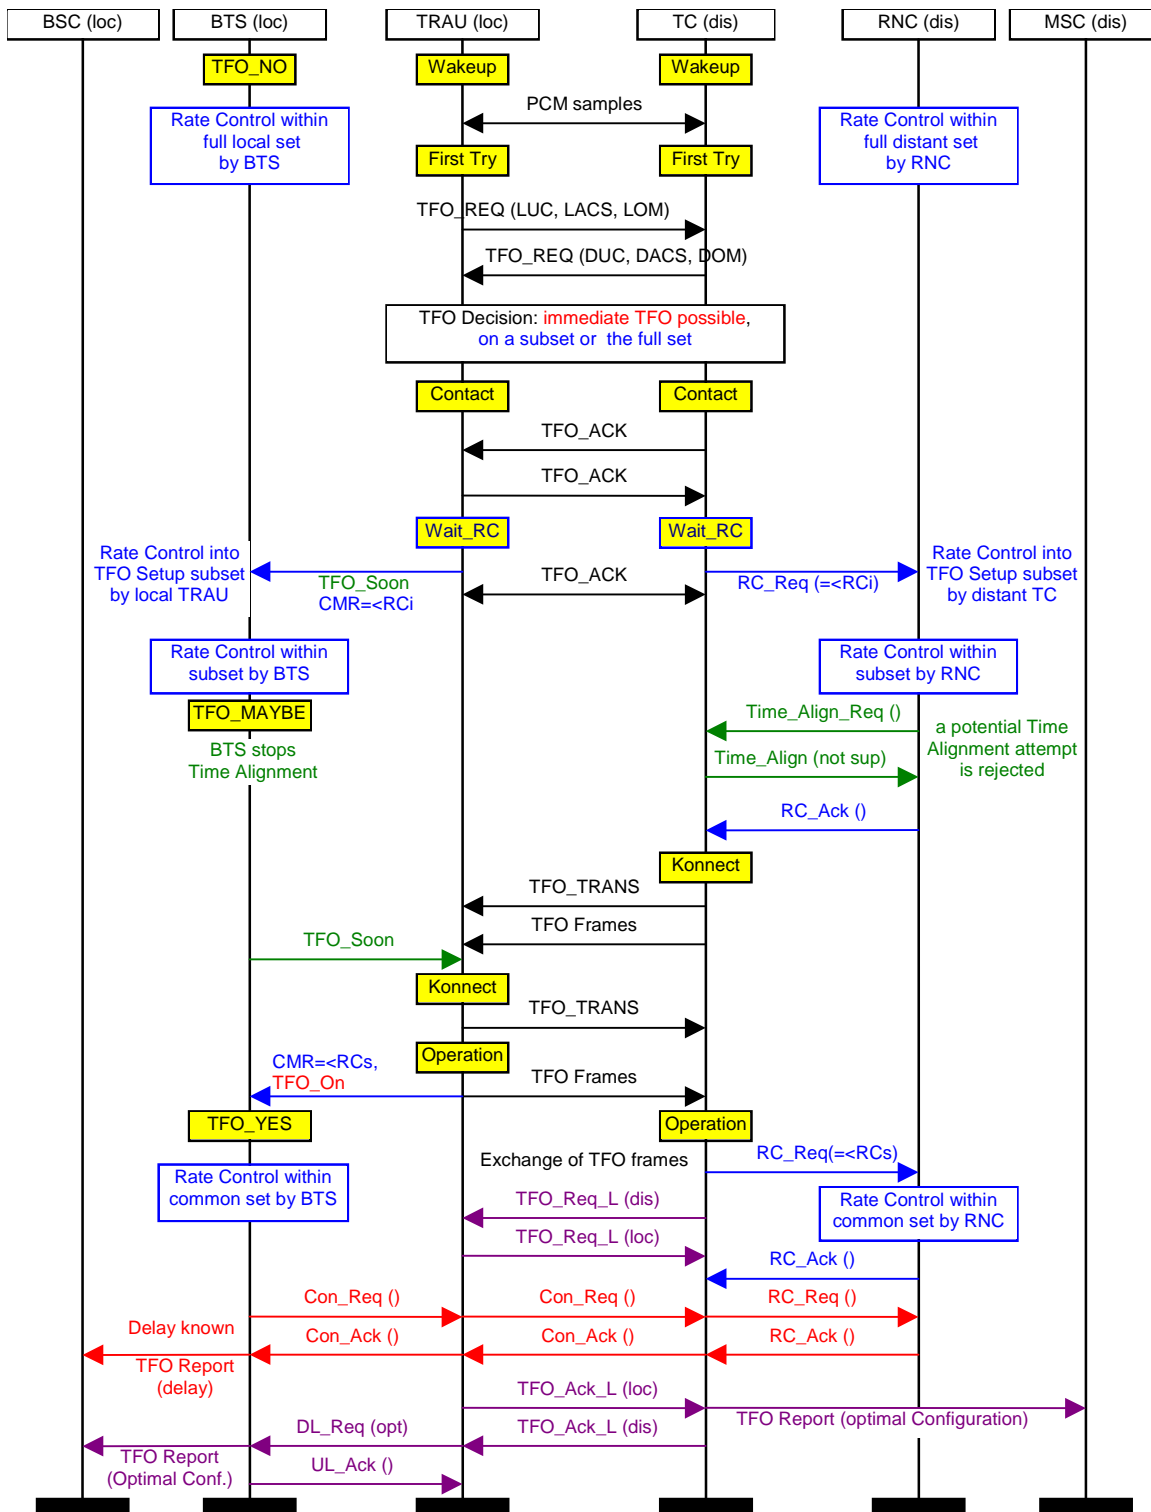 BSC (loc)
BTS (loc)
TRAU (loc)
TC (dis)
RNC (dis)
MSC (dis)
TFO_NO
Wakeup
Wakeup
PCM samples
Rate Control within
full local set
by BTS
Rate Control within
full distant set
by RNC
First Try
First Try
TFO_REQ (LUC, LACS, LOM)
TFO_REQ (DUC, DACS, DOM)
TFO Decision: immediate TFO possible,
on a subset or the full set
Contact
Contact
TFO_ACK
TFO_ACK
Wait_RC
Wait_RC
Rate Control into
TFO Setup subset
by local TRAU
TFO_Soon
CMR=<RCi
TFO_ACK
RC_Req (=<RCi)
Rate Control into
TFO Setup subset
by distant TC
Rate Control within
subset by BTS
Rate Control within
subset by RNC
TFO_MAYBE
BTS stops
Time Alignment
Time_Align_Req ()
Time_Align (not sup)
a potential Time
Alignment attempt
is rejected
RC_Ack ()
Konnect
TFO_TRANS
TFO Frames
TFO_Soon
Konnect
TFO_TRANS
Operation
CMR=<RCs,
TFO_On
TFO Frames
TFO_YES
Operation
Exchange of TFO frames
RC_Req(=<RCs)
Rate Control within
common set by BTS
TFO_Req_L (dis)
Rate Control within
common set by RNC
TFO_Req_L (loc)
RC_Ack ()
Con_Req ()
Con_Req ()
RC_Req ()
Delay known
Con_Ack ()
Con_Ack ()
RC_Ack ()
TFO Report
(delay)
TFO_Ack_L (loc)
TFO Report (optimal Configuration)
DL_Req (opt)
TFO_Ack_L (dis)
TFO Report
(Optimal Conf.)
UL_Ack ()